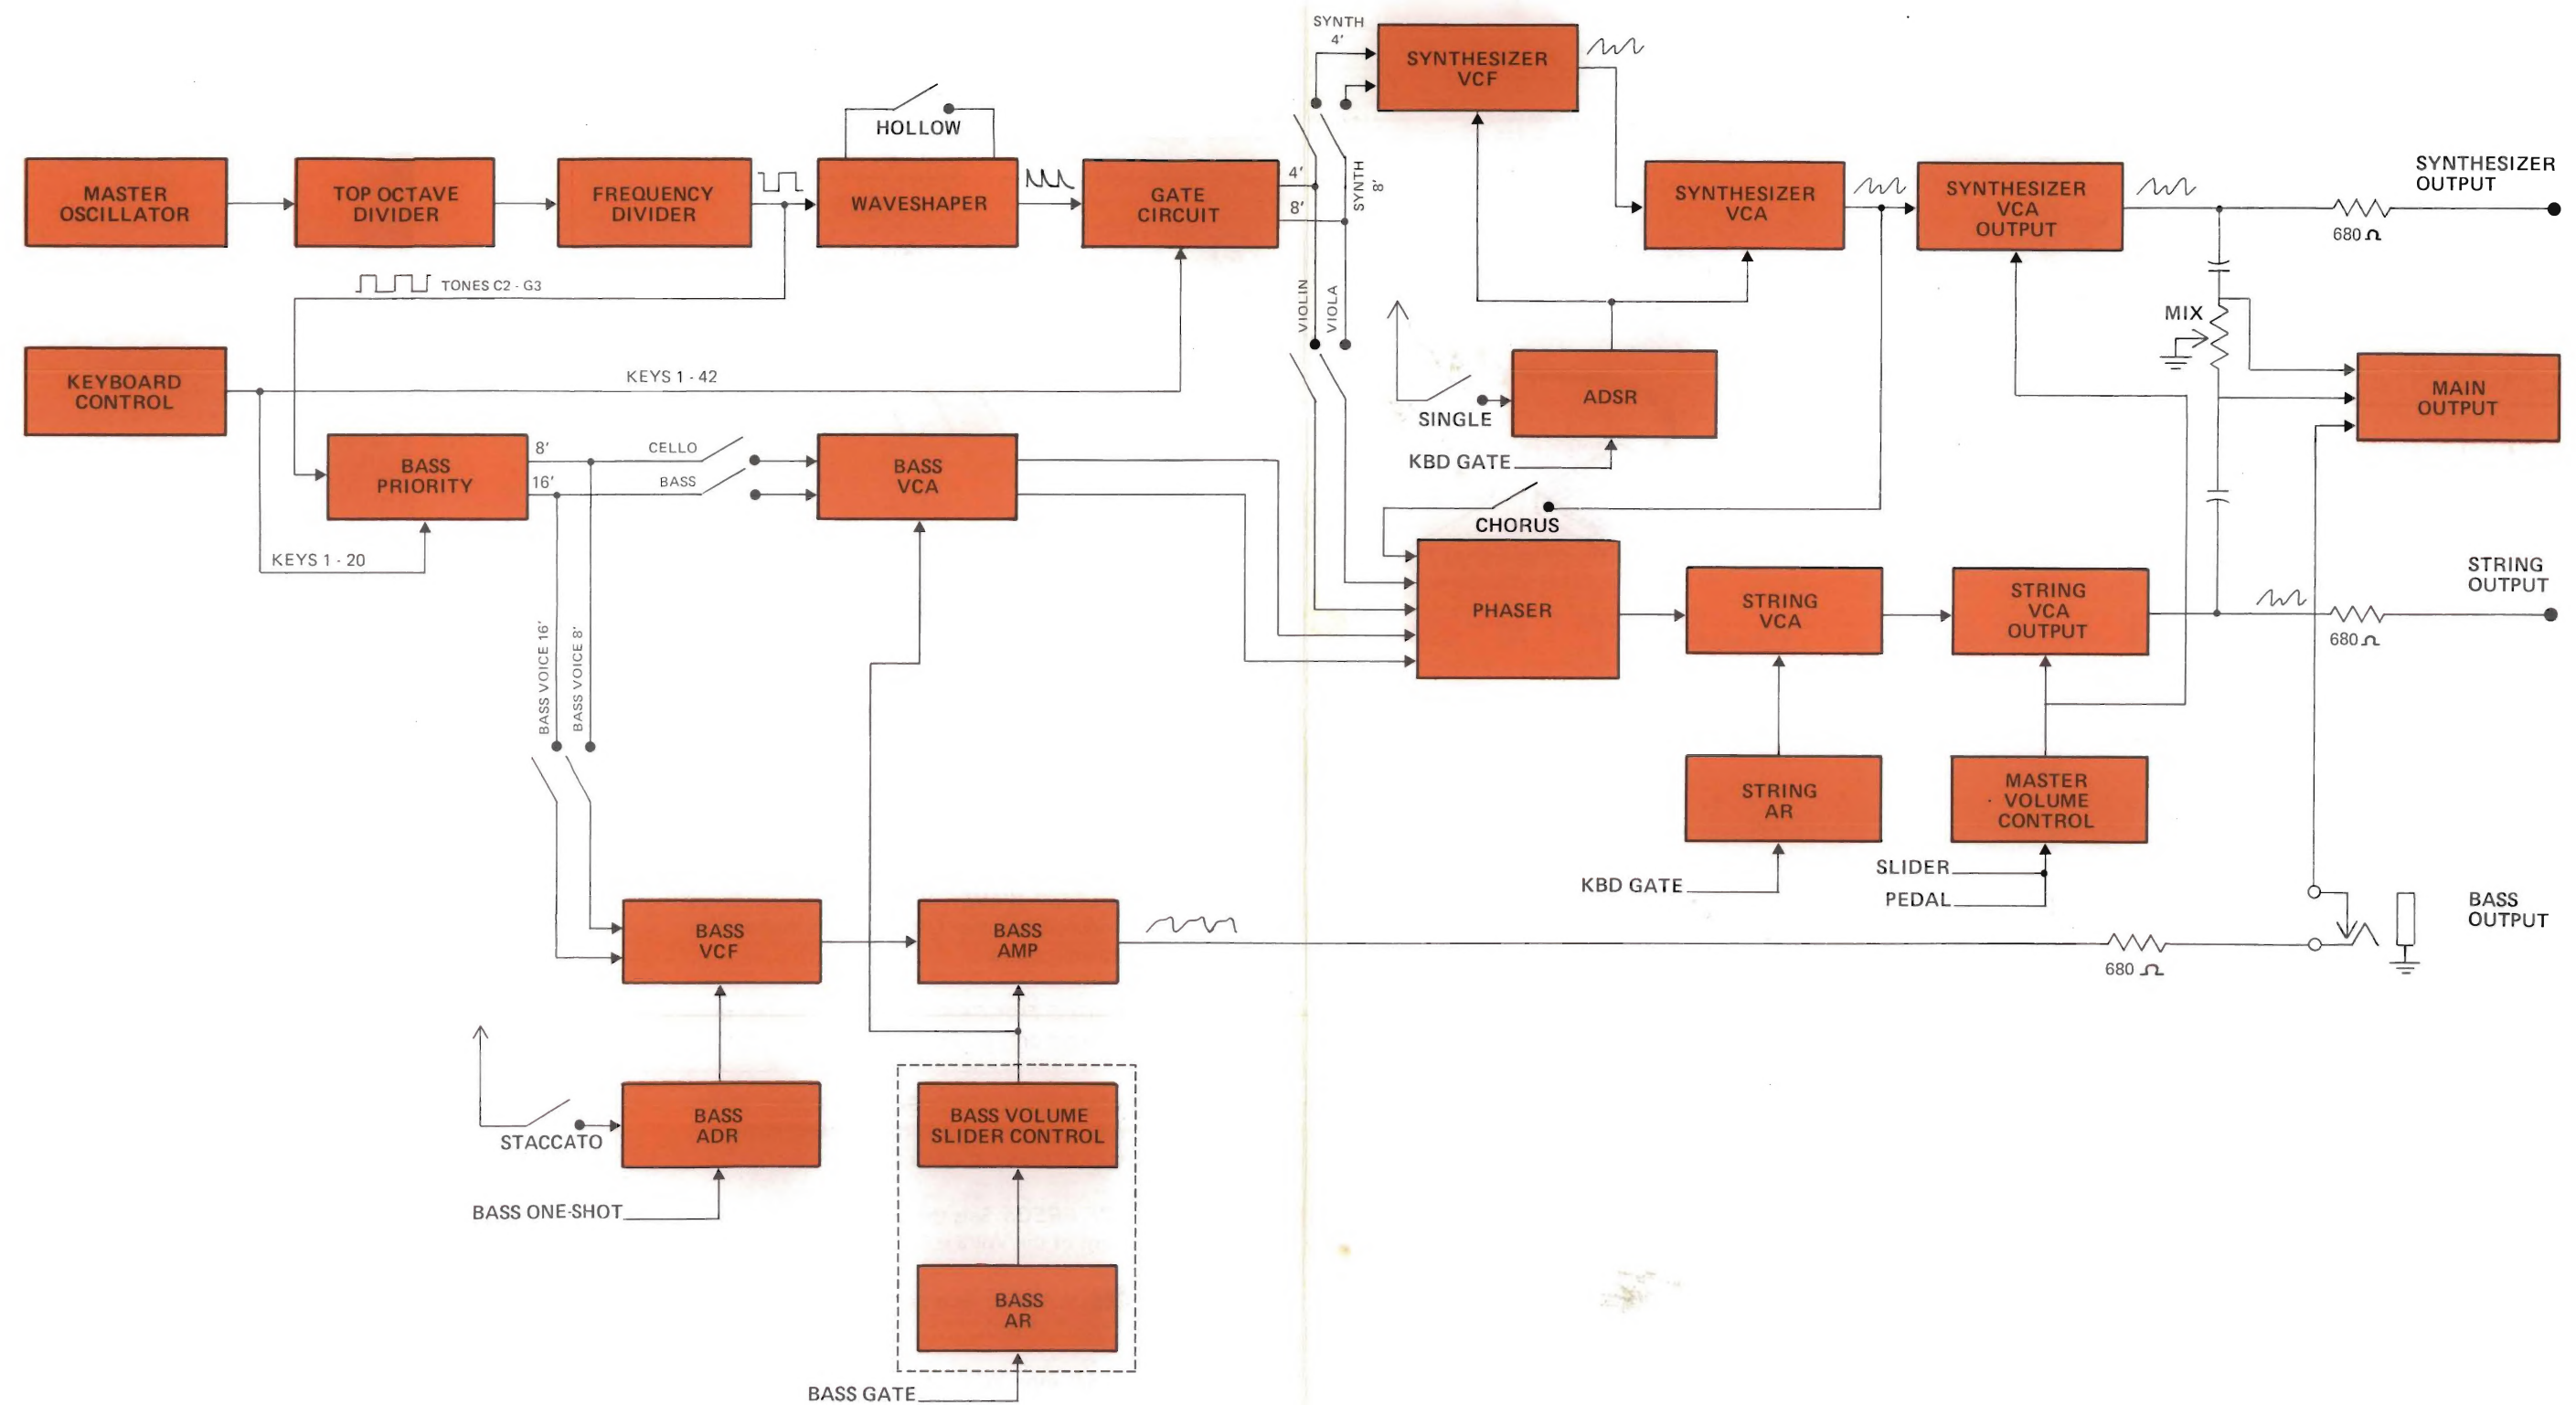 SYNTH
4'
SYNTHESIZER
VCF
HOLLOW
MASTER
OSCILLATOR
TOP OCTAVE
DIVIDER
FREQUENCY
DIVIDER
WAVESHAPER
GATE
CIRCUIT
4'
8'
SYNTH
8'
SYNTHESIZER
VCA
SYNTHESIZER
VCA
OUTPUT
SYNTHESIZER
OUTPUT
680 Ω
TONES C2 - G3
VIOLIN
VIOLA
MIX
KEYBOARD
CONTROL
KEYS 1 - 42
ADSR
SINGLE
KBD GATE
MAIN
OUTPUT
BASS
PRIORITY
8'
CELLO
16'
BASS
BASS
VCA
KEYS 1 - 20
CHORUS
PHASER
STRING
VCA
STRING
VCA
OUTPUT
STRING
OUTPUT
680 Ω
BASS VOICE 16'
BASS VOICE 8'
STRING
AR
MASTER
VOLUME
CONTROL
KBD GATE
SLIDER
PEDAL
BASS
VCF
BASS
AMP
680 Ω
BASS
OUTPUT
STACCATO
BASS
ADR
BASS VOLUME
SLIDER CONTROL
BASS ONE-SHOT
BASS
AR
BASS GATE